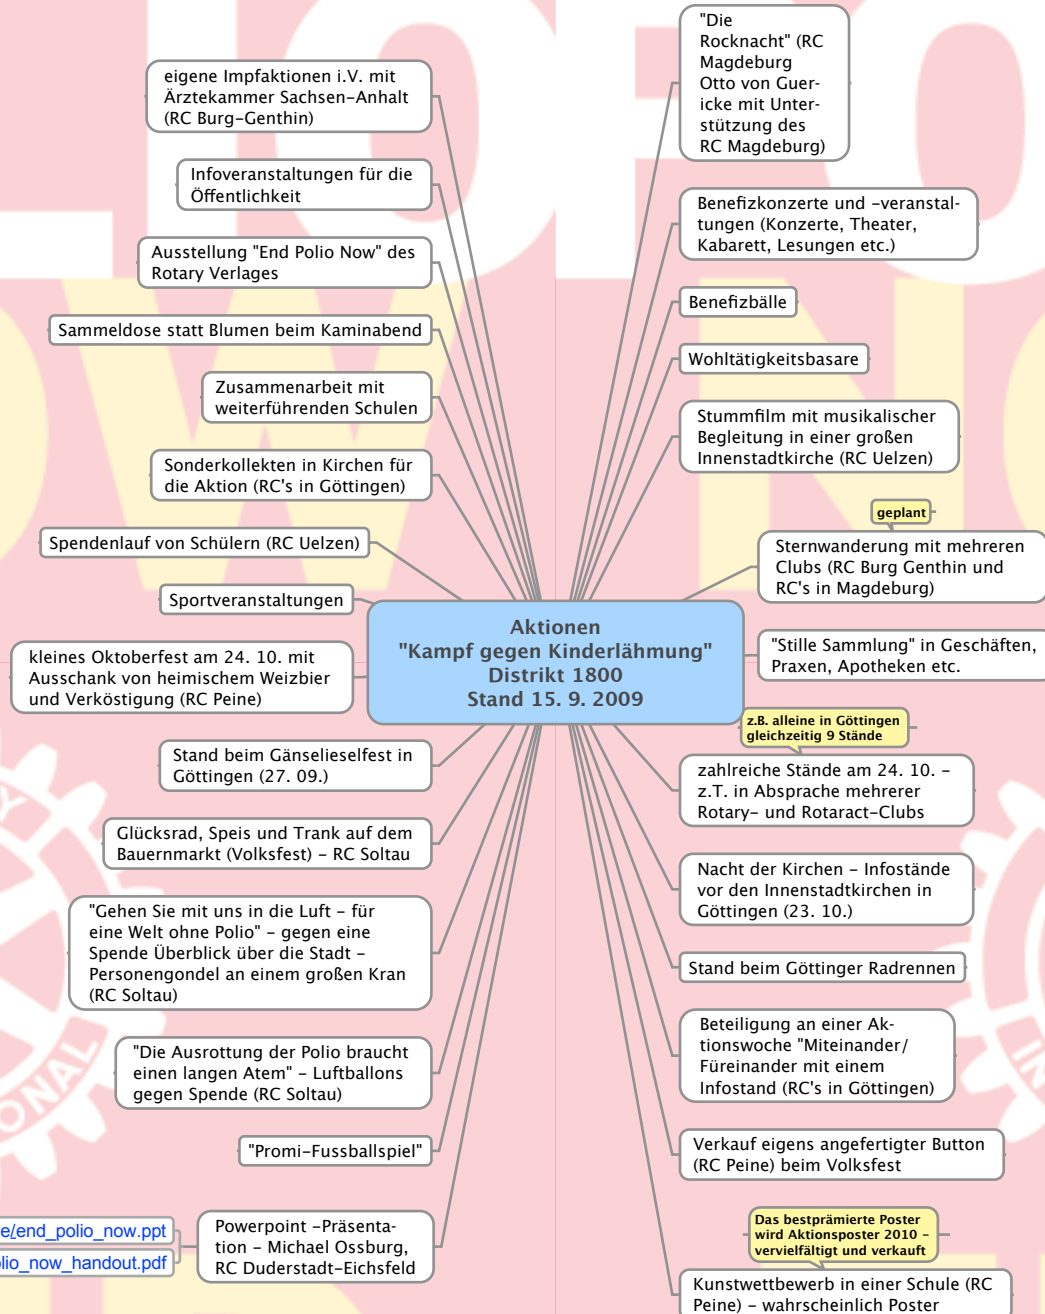 "Die
Rocknacht" (RC
Magdeburg
Otto von Guer-
icke mit Unter-
stützung des
RC Magdeburg)
eigene Impfaktionen i.V. mit
Ärztekammer Sachsen-Anhalt
(RC Burg-Genthin)
Infoveranstaltungen für die
Öffentlichkeit
Ausstellung "End Polio Now" des
Rotary Verlages
Sammeldose statt Blumen beim Kaminabend
Zusammenarbeit mit
weiterführenden Schulen
Sonderkollekten in Kirchen für
die Aktion (RC's in Göttingen)
Spendenlauf von Schülern (RC Uelzen)
Sportveranstaltungen
kleines Oktoberfest am 24. 10. mit
Ausschank von heimischem Weizbier
und Verköstigung (RC Peine)
Stand beim Gänselieselfest in
Göttingen (27. 09.)
Glücksrad, Speis und Trank auf dem
Bauernmarkt (Volksfest) - RC Soltau
"Gehen Sie mit uns in die Luft - für
eine Welt ohne Polio" - gegen eine
Spende Überblick über die Stadt -
Personengondel an einem großen Kran
(RC Soltau)
"Die Ausrottung der Polio braucht
einen langen Atem" - Luftballons
gegen Spende (RC Soltau)
"Promi-Fussballspiel"
Powerpoint -Präsenta-
tion - Michael Ossburg,
RC Duderstadt-Eichsfeld
e/end_polio_now.ppt
lio_now_handout.pdf
Aktionen
"Kampf gegen Kinderlähmung"
Distrikt 1800
Stand 15. 9. 2009
Benefizkonzerte und -veranstal-
tungen (Konzerte, Theater,
Kabarett, Lesungen etc.)
Benefizbälle
Wohltätigkeitsbasare
Stummfilm mit musikalischer
Begleitung in einer großen
Innenstadtkirche (RC Uelzen)
geplant
Sternwanderung mit mehreren
Clubs (RC Burg Genthin und
RC's in Magdeburg)
"Stille Sammlung" in Geschäften,
Praxen, Apotheken etc.
z.B. alleine in Göttingen
gleichzeitig 9 Stände
zahlreiche Stände am 24. 10. -
z.T. in Absprache mehrerer
Rotary- und Rotaract-Clubs
Nacht der Kirchen - Infostände
vor den Innenstadtkirchen in
Göttingen (23. 10.)
Stand beim Göttinger Radrennen
Beteiligung an einer Ak-
tionswoche "Miteinander/
Füreinander mit einem
Infostand (RC's in Göttingen)
Verkauf eigens angefertigter Button
(RC Peine) beim Volksfest
Das bestprämierte Poster
wird Aktionsposter 2010 -
vervielfältigt und verkauft
Kunstwettbewerb in einer Schule (RC
Peine) - wahrscheinlich Poster